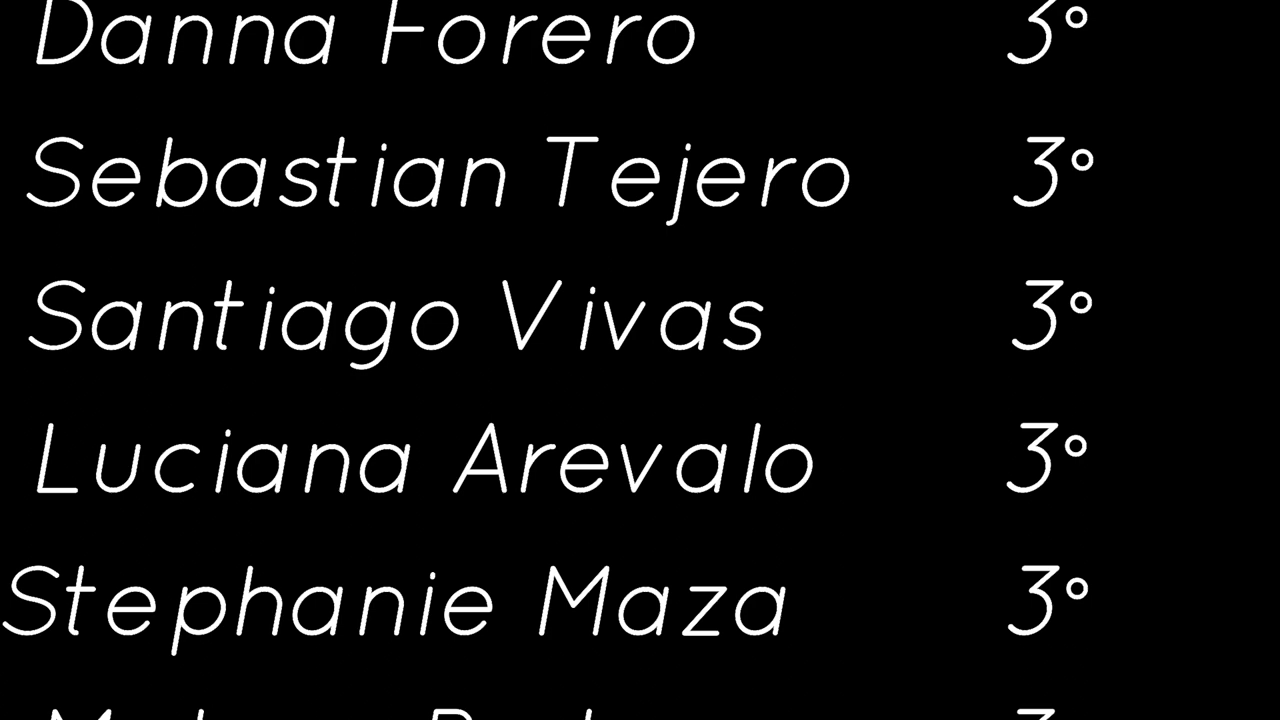 Danna Forero 3°
Sebastian Tejero 3°
Santiago Vivas 3°
Luciana Arevalo 3°
Stephanie Maza 3°